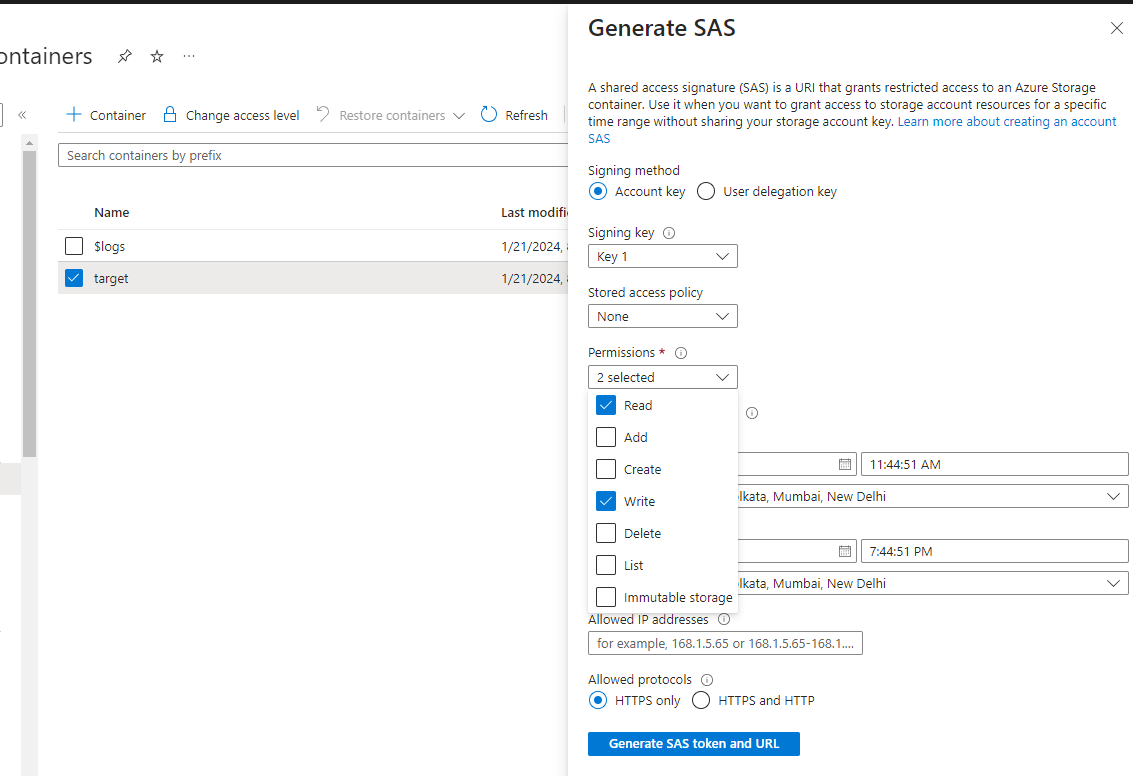 Generate SAS
ontainers
A shared access signature (SAS) is a URI that grants restricted access to an Azure Storage
container. Use it when you want to grant access to storage account resources for a specific
time range without sharing your storage account key. Learn more about creating an account
SAS
Container
Change access level
Restore containers
Refresh
Search containers by prefix
Name
Last modifi
$logs
1/21/2024,
target
1/21/2024,
Signing method
Account key
User delegation key
Signing key
Key 1
Stored access policy
None
Permissions *
2 selected
Read
Add
Create
Write
Delete
List
Immutable storage
11:44:51 AM
lkata, Mumbai, New Delhi
7:44:51 PM
lkata, Mumbai, New Delhi
Allowed IP addresses
for example, 168.1.5.65 or 168.1.5.65-168.1....
Allowed protocols
HTTPS only
HTTPS and HTTP
Generate SAS token and URL